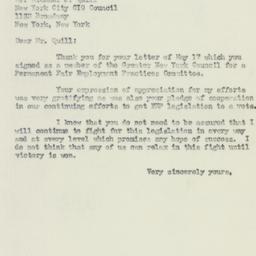 New York City CIO Council
1133 Broadway
New York, New York
Dear Mr. Quill:
Thank you for your letter of May 17 which you
signed as a member of the Greater New York Council for a
Permanent Fair Employment Practices Committee.
Your expression of appreciation for my efforts
was very gratifying as was also your pledge of cooperation
in our continuing efforts to get FEP legislation to a vote.
I know that you do not need to be assured that I
will continue to fight for this legislation in every way
and at every level which promises any hope of success. I
do not think that any of us can relax in this fight until
victory is won.
Very sincerely yours,